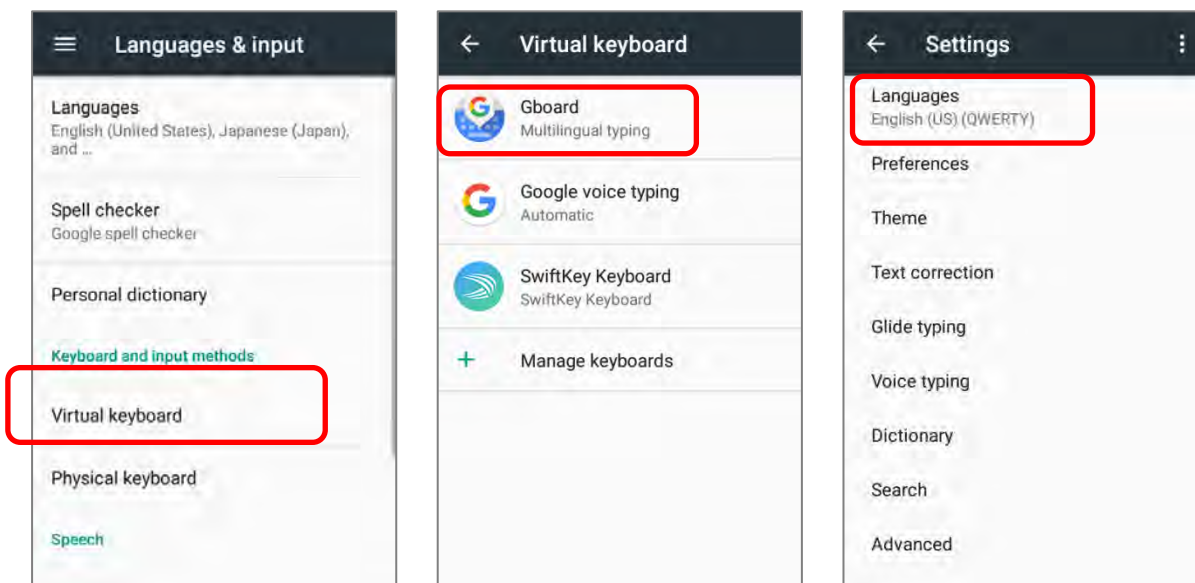 Languages & input
Languages
English (United States), Japanese (Japan),
and ...
Spell checker
Google spell checker
Personal dictionary
Keyboard and input methods
Virtual keyboard
Physical keyboard
Speech
Virtual keyboard
Gboard
Multilingual typing
Google voice typing
Automatic
SwiftKey Keyboard
SwiftKey Keyboard
Manage keyboards
Settings
Languages
English (US) (QWERTY)
Preferences
Theme
Text correction
Glide typing
Voice typing
Dictionary
Search
Advanced